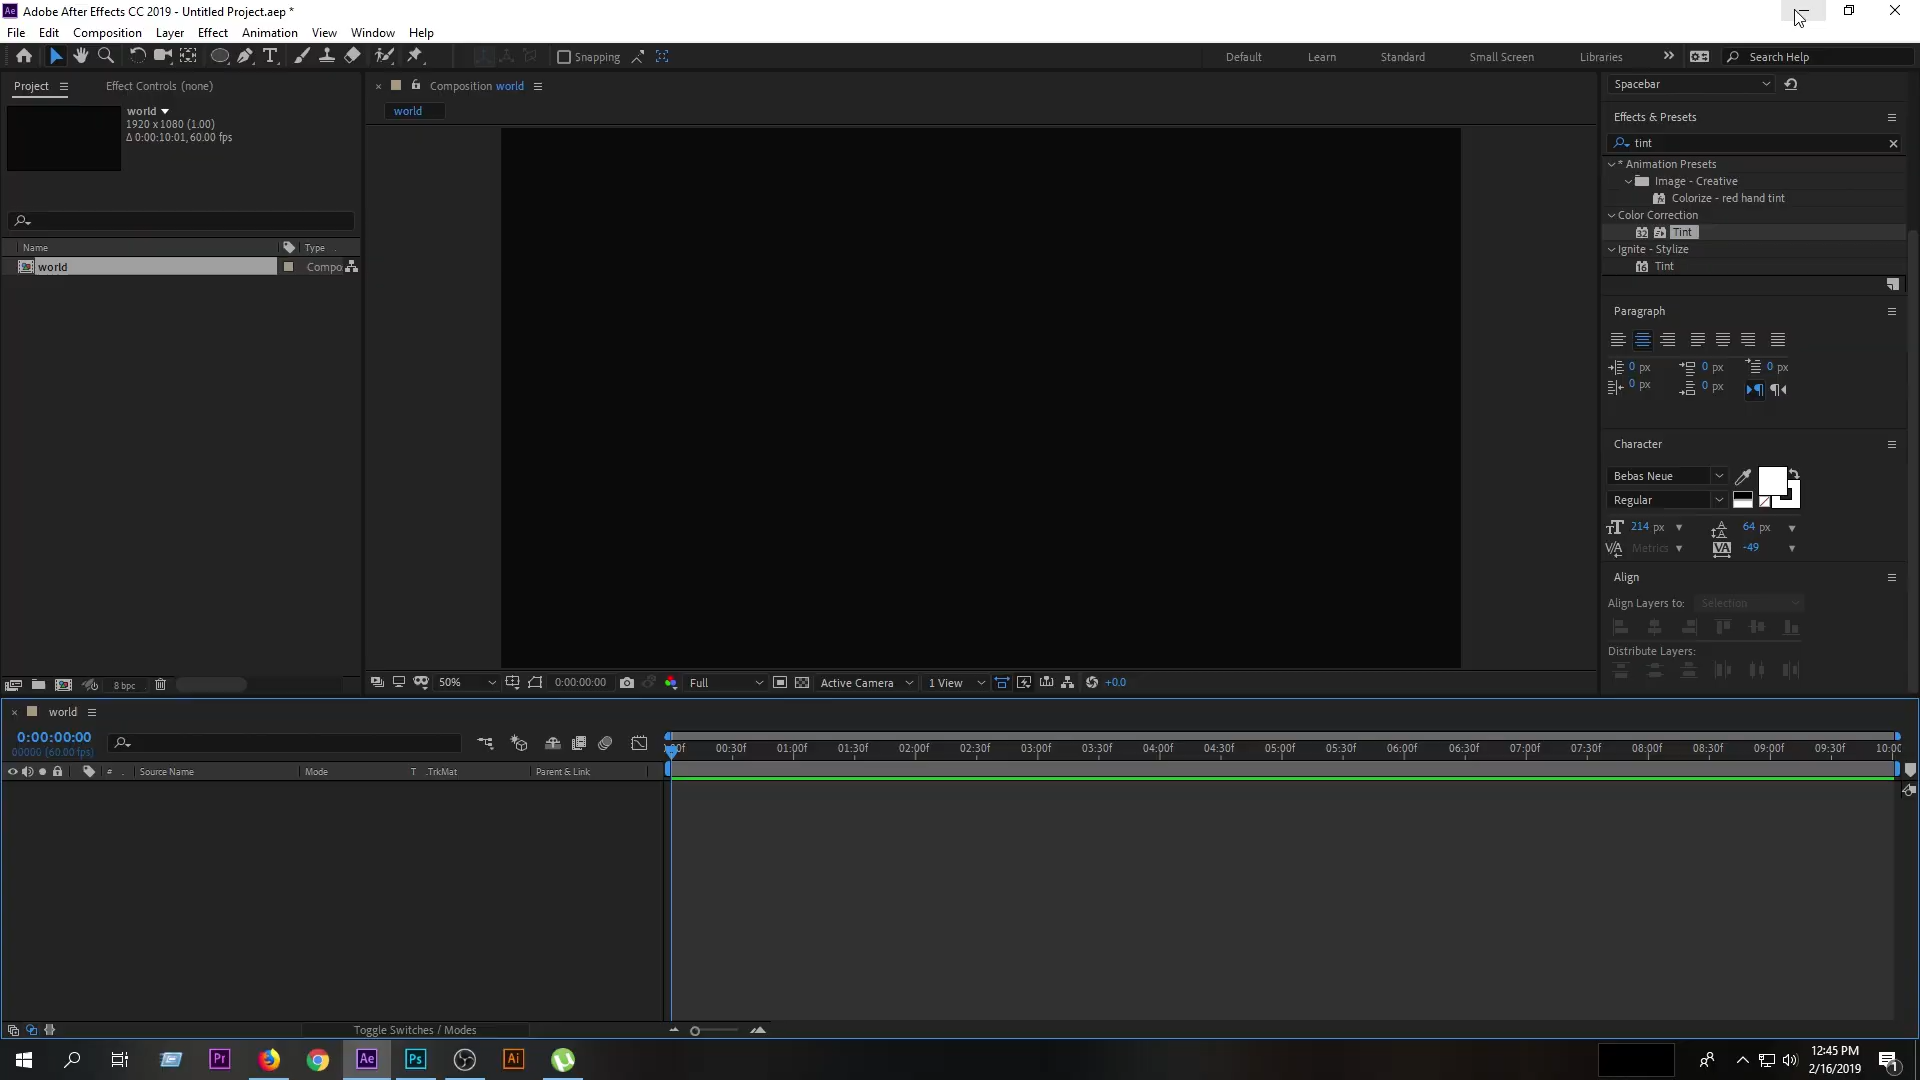 Adobe After Effects CC 2019 - Untitled Project.aep *
File Edit Composition Layer Effect Animation View Window Help
Snapping
Default Learn Standard Small Screen Libraries
Search Help
Project
Effect Controls (none)
world
1920 x 1080 (1.00)
Δ 0:00:10:01, 60.00 fps
Name
Type
world
Compo
8 bpc
Composition world
world
50%
0:00:00:00
Full
Active Camera
1 View
+0.0
Spacebar
Effects & Presets
tint
* Animation Presets
Image - Creative
Colorize - red hand tint
Color Correction
32
Tint
Ignite - Stylize
16
Tint
Paragraph
0 px 0 px 0 px
0 px 0 px
Character
Bebas Neue
Regular
214 px
64 px
Metrics
-49
Align
Align Layers to: Selection
Distribute Layers:
world
0:00:00:00
00000 (60.00 fps)
# Source Name Mode T .TrkMat Parent & Link
00:30f 01:00f 01:30f 02:00f 02:30f 03:00f 03:30f 04:00f 04:30f 05:00f 05:30f 06:00f 06:30f 07:00f 07:30f 08:00f 08:30f 09:00f 09:30f 10:00
Toggle Switches / Modes
Pr Ae Ps Ai
12:45 PM
2/16/2019
1